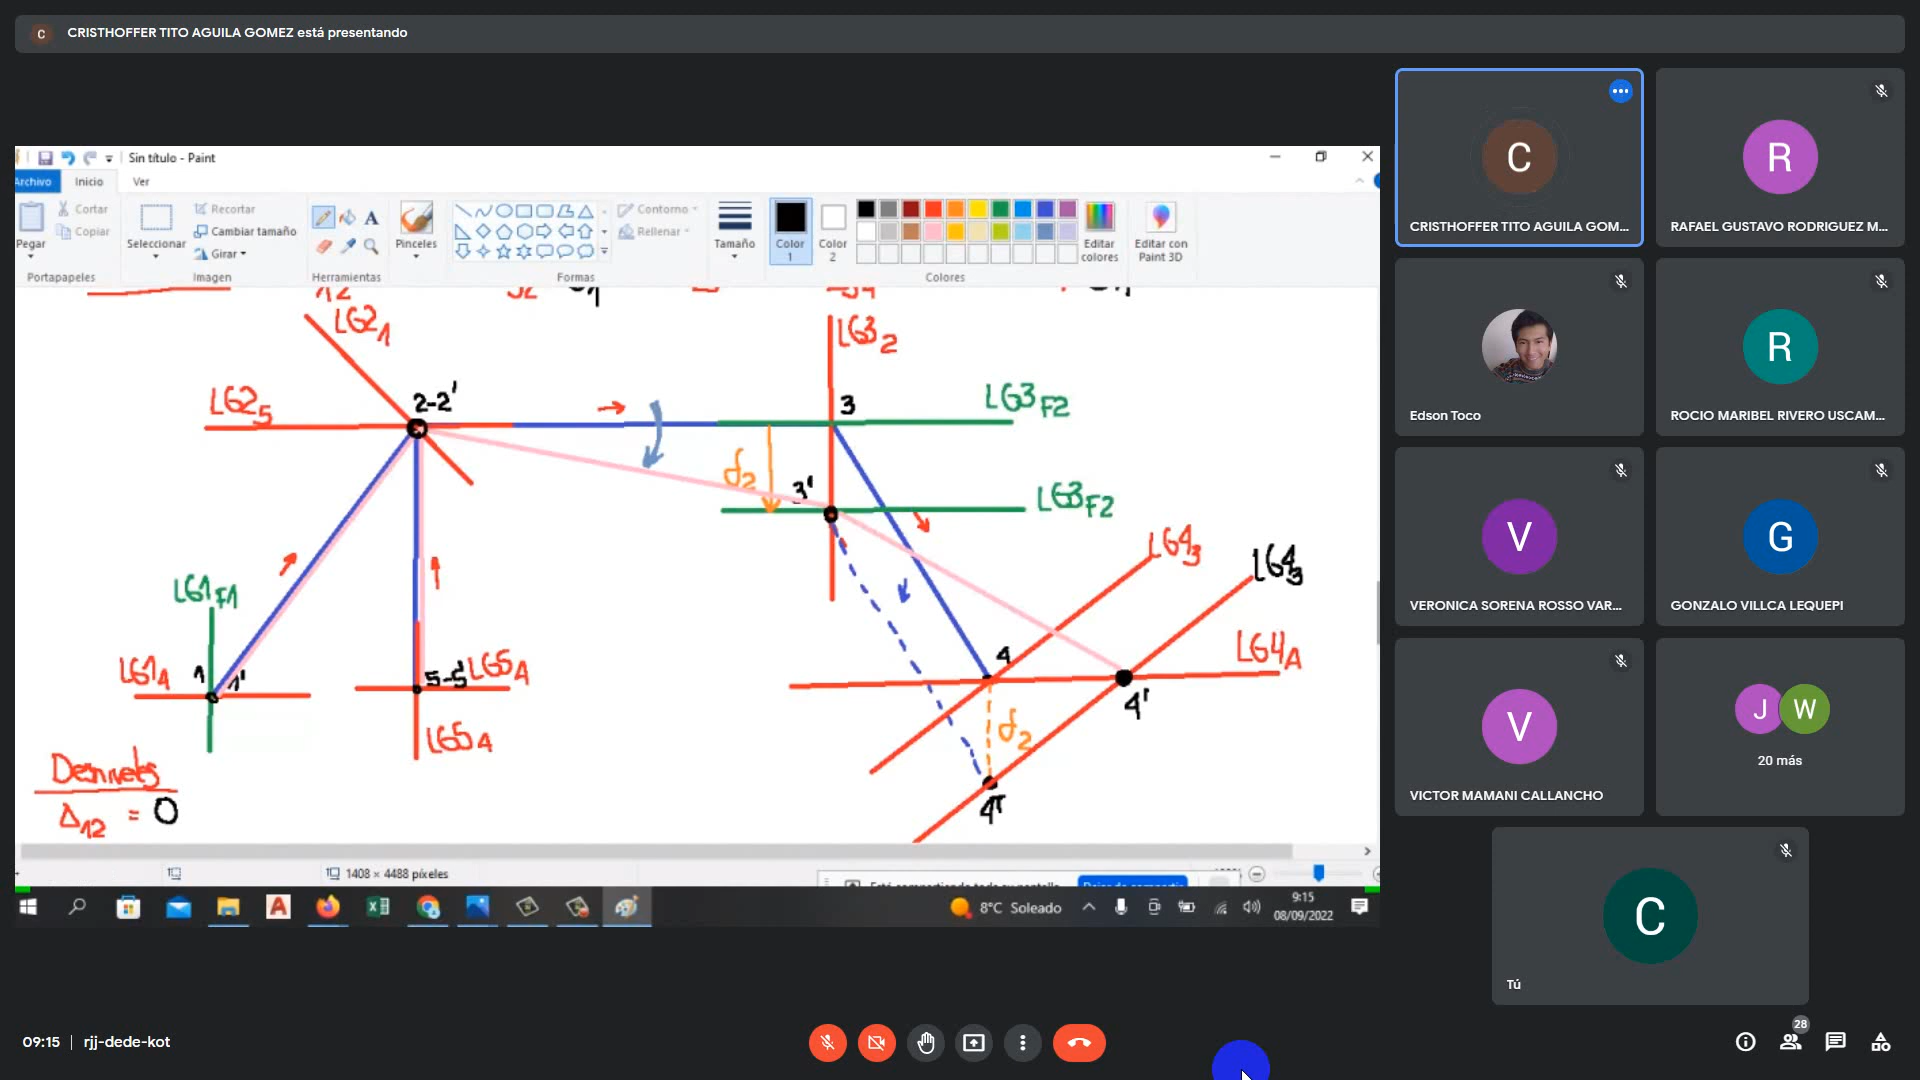 C CRISTHOFFER TITO AGUILA GOMEZ está presentando
Sin título - Paint
Archivo Inicio Ver
Pegar
Cortar
Copiar
Portapapeles
Seleccionar
Recortar
Cambiar tamaño
Girar
Imagen
A
Herramientas
Pinceles
Formas
Contorno
Rellenar
Tamaño
Color 1
Color 2
Editar colores
Editar con Paint 3D
Colores
LG2₁
LG3₂
LG2₅
2-2'
3
LG3F2
δ₂
3'
LG3F2
LG4₃
LG4₃
LG1F1
LG1A
1
1'
5-5'
LG5A
LG5A
4
LG4A
4'
δ₂
4τ
Desniveles
Δ₁₂ = 0
1408 × 4488 píxeles
8°C Soleado
9:15
08/09/2022
C
CRISTHOFFER TITO AGUILA GOM...
R
RAFAEL GUSTAVO RODRIGUEZ M...
Edson Toco
R
ROCIO MARIBEL RIVERO USCAM...
V
VERONICA SORENA ROSSO VAR...
G
GONZALO VILLCA LEQUEPI
V
VICTOR MAMANI CALLANCHO
J W
20 más
C
Tú
09:15 | rjj-dede-kot
28